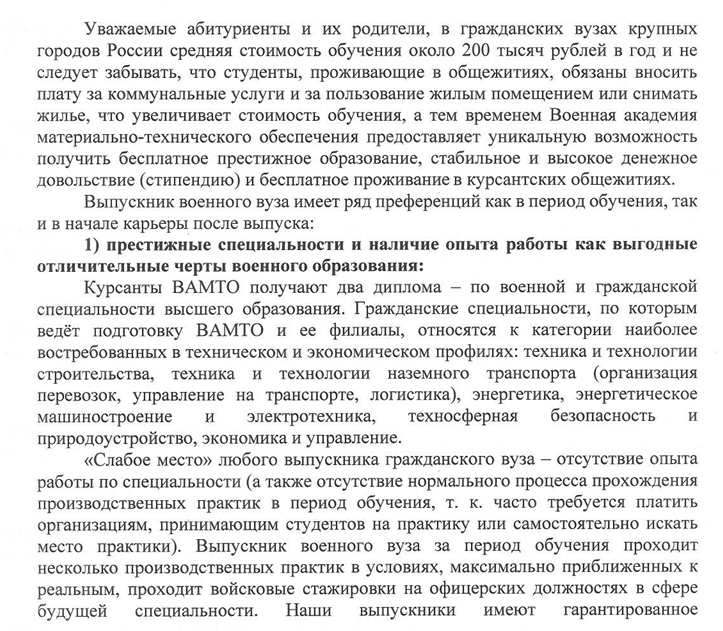 Уважаемые абитуриенты и их родители, в гражданских вузах крупных
городов России средняя стоимость обучения около 200 тысяч рублей в год и не
следует забывать, что студенты, проживающие в общежитиях, обязаны вносить
плату за коммунальные услуги и за пользование жилым помещением или снимать
жилье, что увеличивает стоимость обучения, а тем временем Военная академия
материально-технического обеспечения предоставляет уникальную возможность
получить бесплатное престижное образование, стабильное и высокое денежное
довольствие (стипендию) и бесплатное проживание в курсантских общежитиях.
Выпускник военного вуза имеет ряд преференций как в период обучения, так
и в начале карьеры после выпуска:
1) престижные специальности и наличие опыта работы как выгодные
отличительные черты военного образования:
Курсанты ВАМТО получают два диплома – по военной и гражданской
специальности высшего образования. Гражданские специальности, по которым
ведёт подготовку ВАМТО и ее филиалы, относятся к категории наиболее
востребованных в техническом и экономическом профилях: техника и технологии
строительства, техника и технологии наземного транспорта (организация
перевозок, управление на транспорте, логистика), энергетика, энергетическое
машиностроение и электротехника, техносферная безопасность и
природоустройство, экономика и управление.
«Слабое место» любого выпускника гражданского вуза – отсутствие опыта
работы по специальности (а также отсутствие нормального процесса прохождения
производственных практик в период обучения, т. к. часто требуется платить
организациям, принимающим студентов на практику или самостоятельно искать
место практики). Выпускник военного вуза за период обучения проходит
несколько производственных практик в условиях, максимально приближенных к
реальным, проходит войсковые стажировки на офицерских должностях в сфере
будущей специальности. Наши выпускники имеют гарантированное